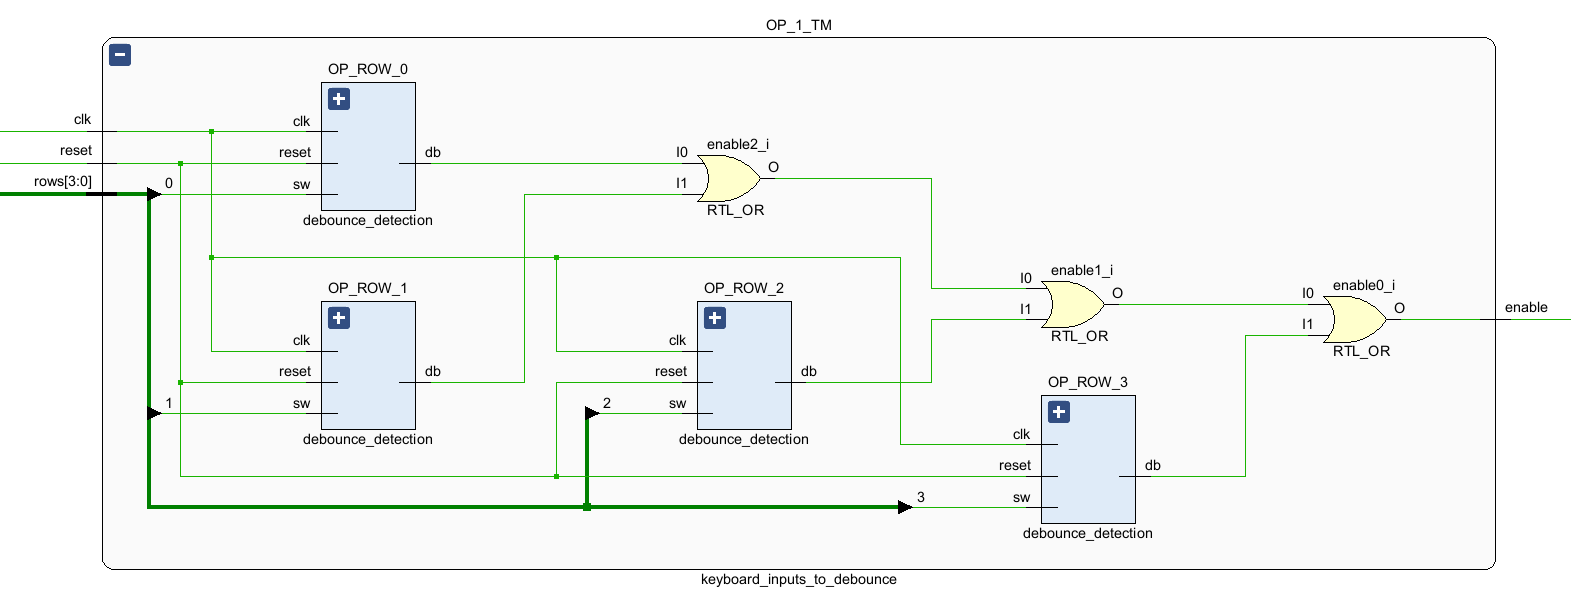 OP_1_TM
OP_ROW_0
clk
clk
reset
reset
db
rows[3:0]
0
sw
debounce_detection
enable2_i
I0
I1
O
RTL_OR
OP_ROW_1
clk
reset
db
1
sw
debounce_detection
OP_ROW_2
clk
reset
db
2
sw
debounce_detection
enable1_i
I0
I1
O
RTL_OR
enable0_i
I0
I1
O
RTL_OR
enable
OP_ROW_3
clk
reset
db
3
sw
debounce_detection
keyboard_inputs_to_debounce